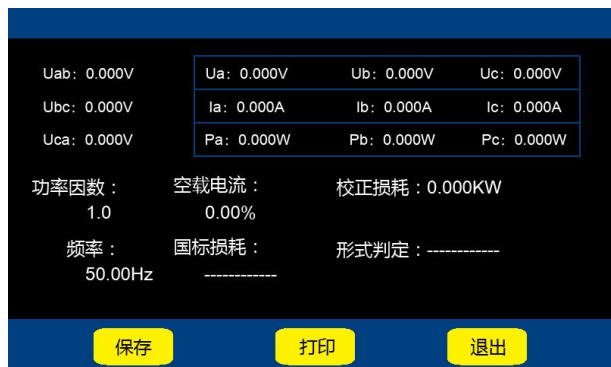 Uab: 0.000V Ua: 0.000V Ub: 0.000V Uc: 0.000V
Ubc: 0.000V Ia: 0.000A Ib: 0.000A Ic: 0.000A
Uca: 0.000V Pa: 0.000W Pb: 0.000W Pc: 0.000W
功率因数： 空载电流： 校正损耗：0.000KW
1.0 0.00%
频率： 国标损耗： 形式判定：------------
50.00Hz ------------
保存 打印 退出